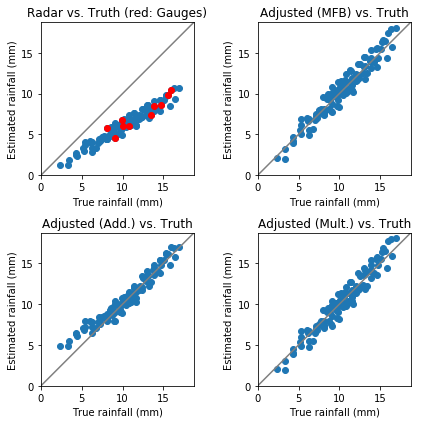 Radar vs. Truth (red: Gauges)
Adjusted (MFB) vs. Truth
Estimated rainfall (mm)
15
10
5
0
0 5 10 15
True rainfall (mm)
Estimated rainfall (mm)
15
10
5
0
0 5 10 15
True rainfall (mm)
Adjusted (Add.) vs. Truth
Adjusted (Mult.) vs. Truth
Estimated rainfall (mm)
15
10
5
0
0 5 10 15
True rainfall (mm)
Estimated rainfall (mm)
15
10
5
0
0 5 10 15
True rainfall (mm)